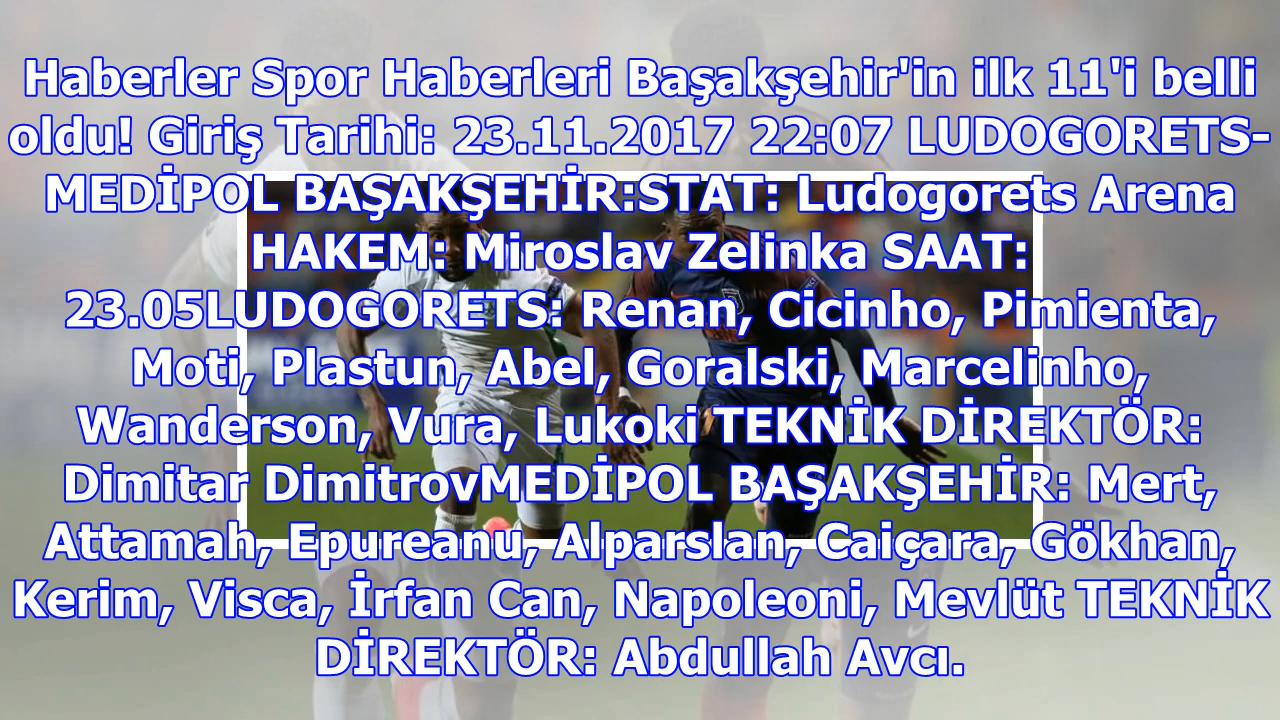 Haberler Spor Haberleri Başakşehir'in ilk 11'i belli
oldu! Giriş Tarihi: 23.11.2017 22:07 LUDOGORETS-
MEDİPOL BAŞAKŞEHİR:STAT: Ludogorets Arena
HAKEM: Miroslav Zelinka SAAT:
23.05LUDOGORETS: Renan, Cicinho, Pimienta,
Moti, Plastun, Abel, Goralski, Marcelinho,
Wanderson, Vura, Lukoki TEKNİK DİREKTÖR:
Dimitar DimitrovMEDİPOL BAŞAKŞEHİR: Mert,
Attamah, Epureanu, Alparslan, Caiçara, Gökhan,
Kerim, Visca, İrfan Can, Napoleoni, Mevlüt TEKNİK
DİREKTÖR: Abdullah Avcı.